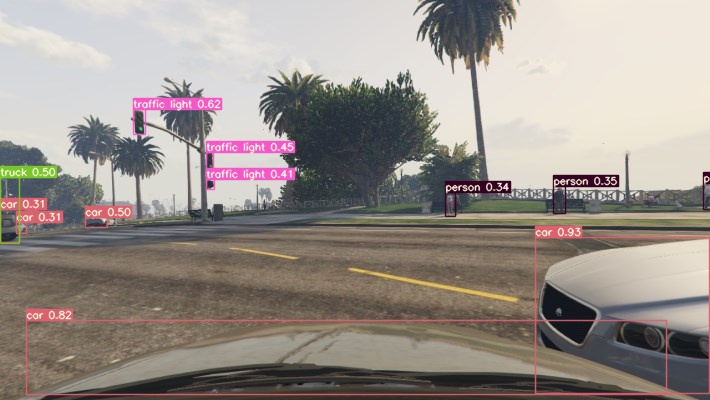 traffic light 0.62
traffic light 0.45
traffic light 0.41
truck 0.50
person 0.34
person 0.35
p
car 0.31
car 0.31
car 0.50
car 0.93
car 0.82